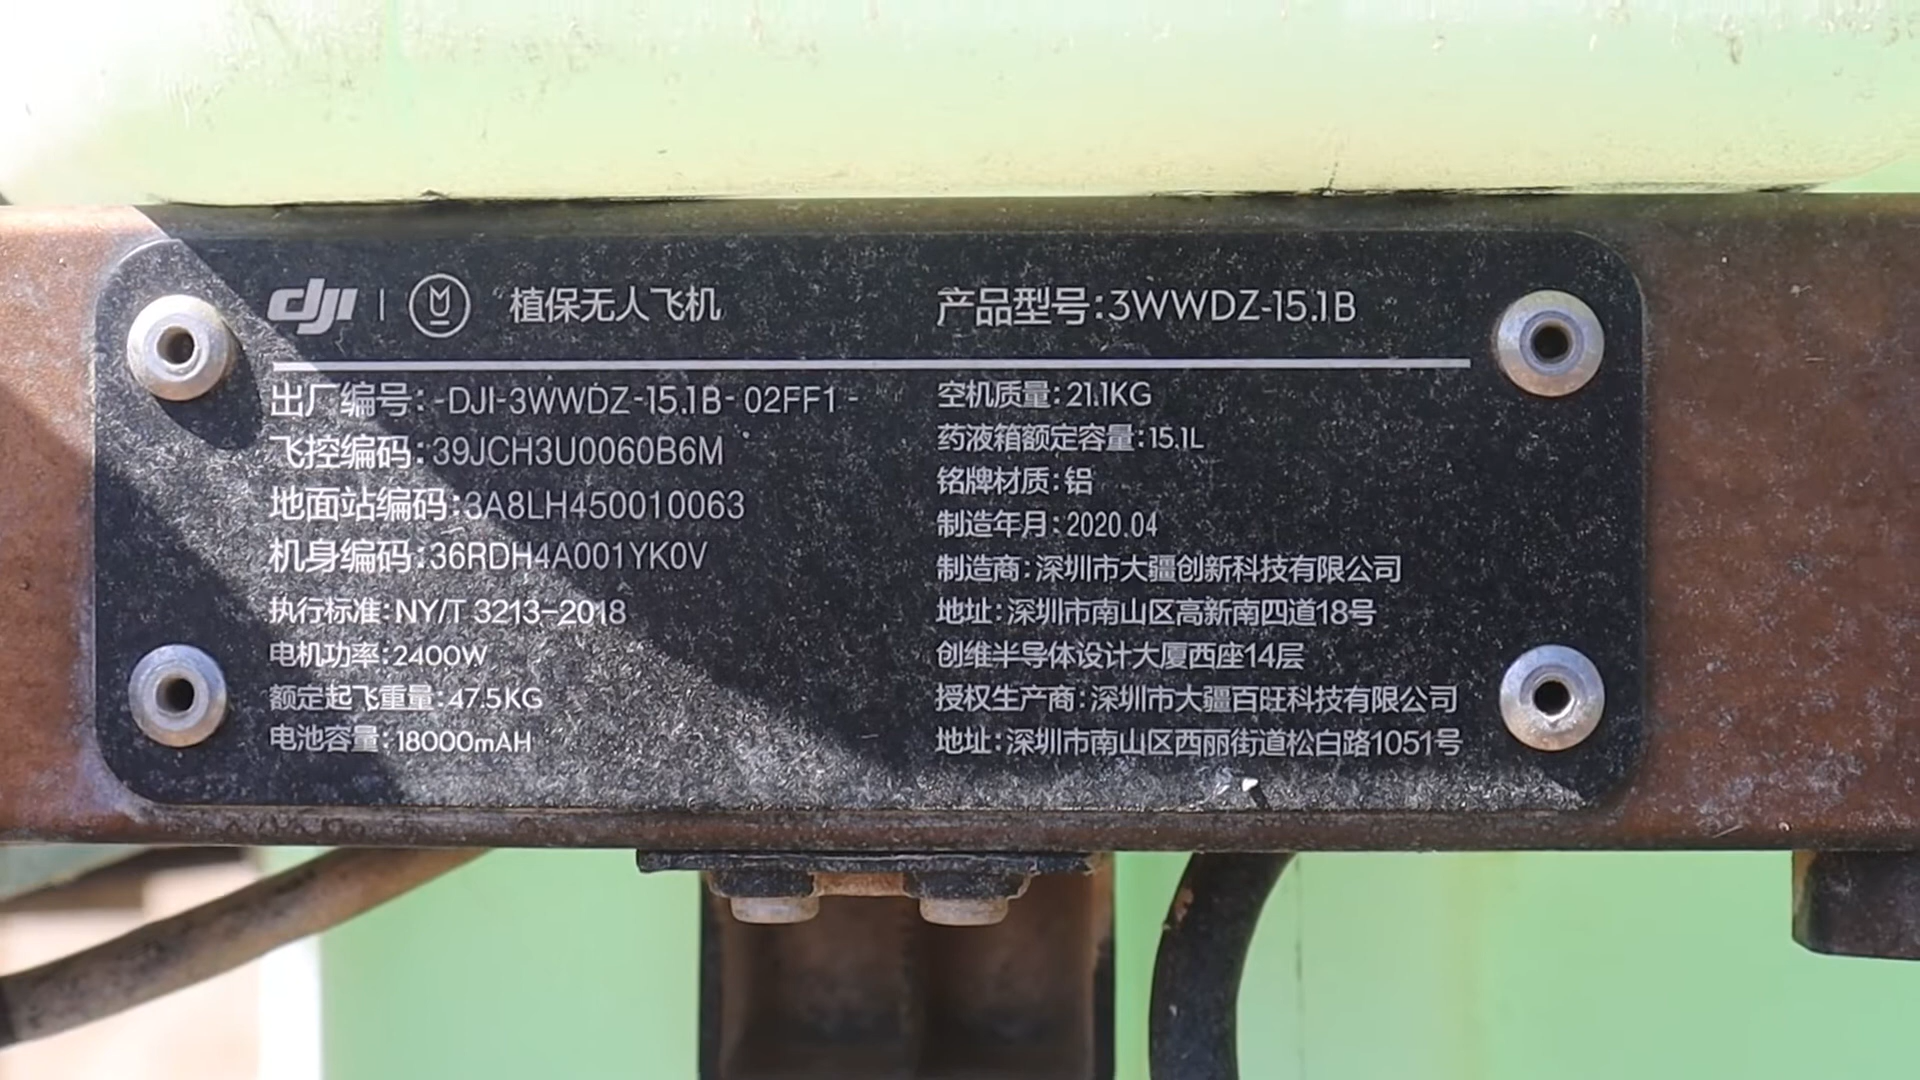 dji | 植保无人飞机
产品型号:3WWDZ-15.1B
出厂编号:-DJI-3WWDZ-15.1B-02FF1-
飞控编码:39JCH3U0060B6M
地面站编码:3A8LH450010063
机身编码:36RDH4A001YK0V
执行标准:NY/T 3213-2018
电机功率:2400W
额定起飞重量:47.5KG
电池容量:18000mAH
空机质量:21.1KG
药液箱额定容量:15.1L
铭牌材质:铝
制造年月:2020.04
制造商:深圳市大疆创新科技有限公司
地址:深圳市南山区高新南四道18号
创维半导体设计大厦西座14层
授权生产商:深圳市大疆百旺科技有限公司
地址:深圳市南山区西丽街道松白路1051号